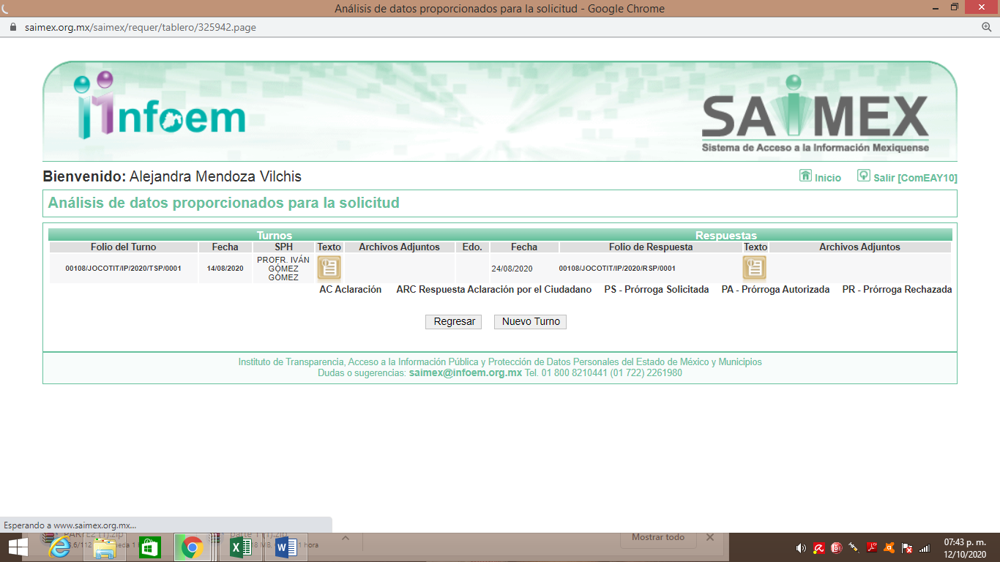 Análisis de datos proporcionados para la solicitud - Google Chrome
saimex.org.mx/saimex/requer/tablero/325942.page
infoem
SAIMEX
Sistema de Acceso a la Información Mexiquense
Bienvenido: Alejandra Mendoza Vilchis
Inicio Salir [ComEAY10]
Análisis de datos proporcionados para la solicitud
Turnos Respuestas
Folio del Turno Fecha SPH Texto Archivos Adjuntos Edo. Fecha Folio de Respuesta Texto Archivos Adjuntos
00108/JOCOTIT/IP/2020/TSP/0001 14/08/2020 PROFR. IVÁN GÓMEZ GÓMEZ 24/08/2020 00108/JOCOTIT/IP/2020/RSP/0001
AC Aclaración ARC Respuesta Aclaración por el Ciudadano PS - Prórroga Solicitada PA - Prórroga Autorizada PR - Prórroga Rechazada
Regresar Nuevo Turno
Instituto de Transparencia, Acceso a la Información Pública y Protección de Datos Personales del Estado de México y Municipios
Dudas o sugerencias: saimex@infoem.org.mx Tel. 01 800 8210441 (01 722) 2261980
Esperando a www.saimex.org.mx...
PARTE2 (1).zip
Mostrar todo
1 hora
07:43 p. m.
12/10/2020